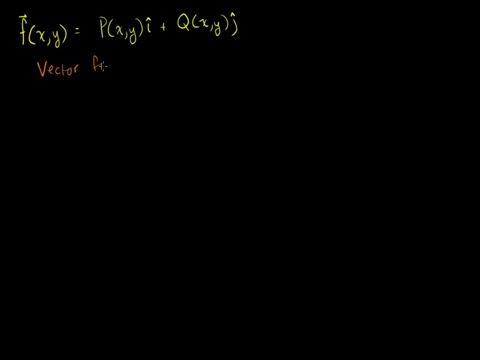 f⃗(x,y) = P(x,y)î + Q(x,y)ĵ
Vector